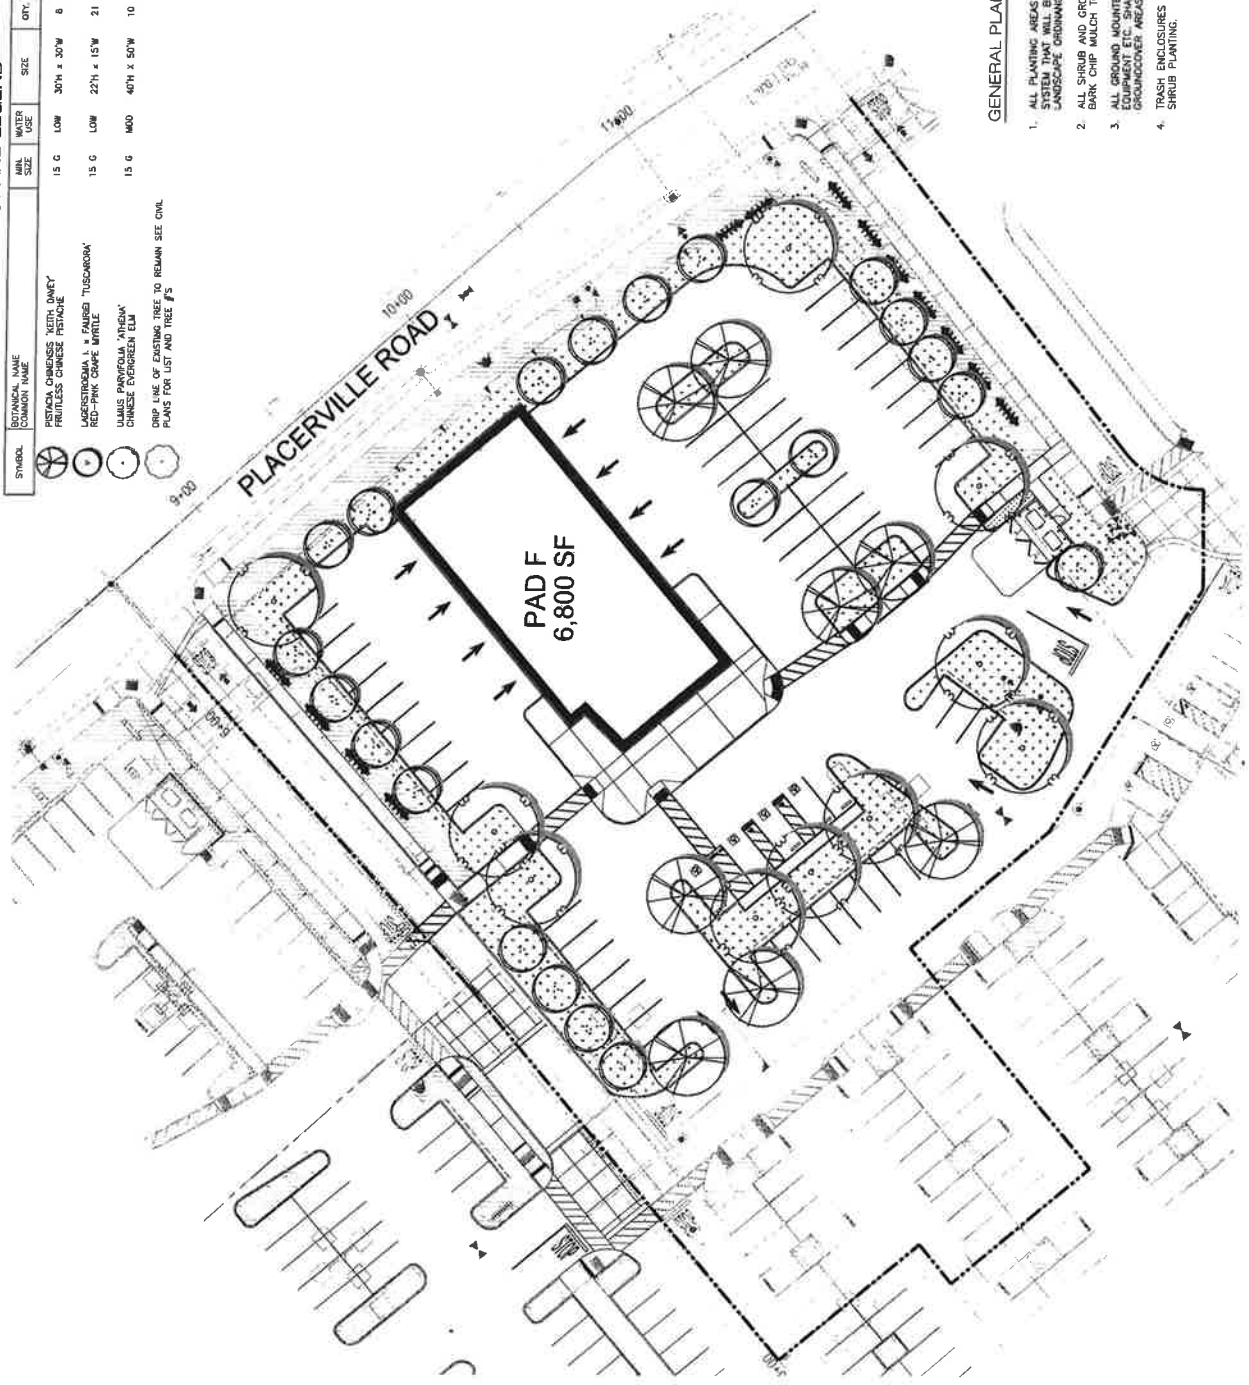 SYMBOL
BOTANICAL NAME
COMMON NAME
MIN.
SIZE
WATER
USE
SIZE
QTY.
PISTACIA CHINENSIS 'KEITH DAVEY'
FRUITLESS CHINESE PISTACHE
15 G
LOW
30'H x 30'W
8
LAGERSTROEMIA I. x FAUREI 'TUSCARORA'
RED-PINK CRAPE MYRTLE
15 G
LOW
22'H x 15'W
21
ULMUS PARVIFOLIA 'ATHENA'
CHINESE EVERGREEN ELM
15 G
MOD
40'H X 50'W
10
DRIP LINE OF EXISTING TREE TO REMAIN SEE CIVIL
PLANS FOR LIST AND TREE #'S
PLACERVILLE ROAD
9+00
10+00
11+00
PAD F
6,800 SF
STOP
STOP
GENERAL PLA
1. ALL PLANTING AREAS
SYSTEM THAT WILL B
LANDSCAPE ORDINANC
2. ALL SHRUB AND GRO
BARK CHIP MULCH T
3. ALL GROUND MOUNTE
EQUIPMENT ETC. SHA
GROUNDCOVER AREAS
4. TRASH ENCLOSURES
SHRUB PLANTING.